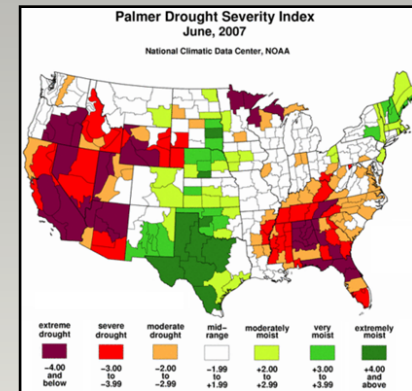 Palmer Drought Severity Index
June, 2007
National Climatic Data Center, NOAA
extreme drought
severe drought
moderate drought
mid-range
moderately moist
very moist
extremely moist
-4.00 and below
-3.00 to -3.99
-2.00 to -2.99
-1.99 to +1.99
+2.00 to +2.99
+3.00 to +3.99
+4.00 and above